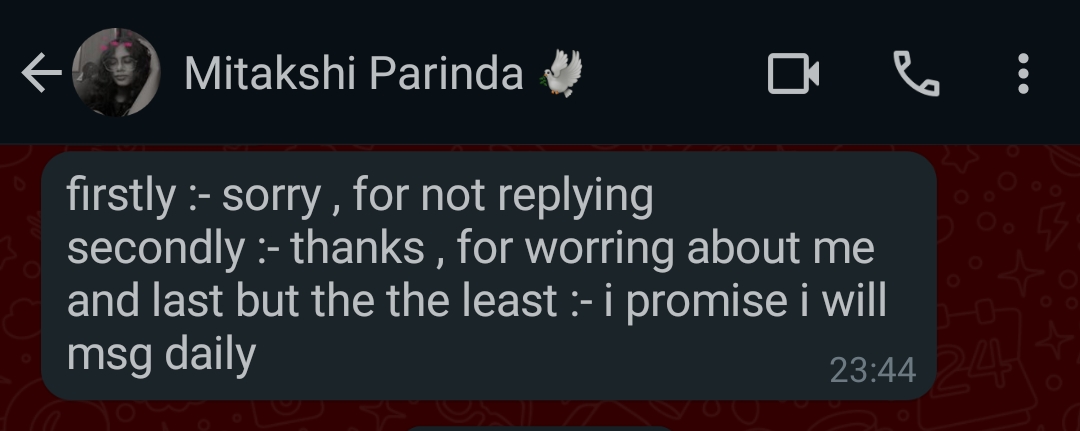 Mitakshi Parinda 🕊️
firstly :- sorry , for not replying
secondly :- thanks , for worring about me
and last but the the least :- i promise i will
msg daily
23:44